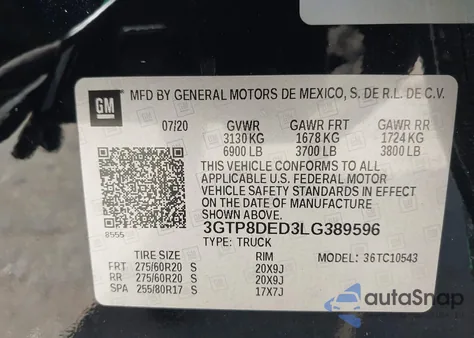 GM
MFD BY GENERAL MOTORS DE MEXICO, S. DE R.L. DE C.V.
07/20 GVWR GAWR FRT GAWR RR
3130 KG 1678 KG 1724 KG
6900 LB 3700 LB 3800 LB
THIS VEHICLE CONFORMS TO ALL
APPLICABLE U.S. FEDERAL MOTOR
VEHICLE SAFETY STANDARDS IN EFFECT
ON THE DATE OF MANUFACTURE
SHOWN ABOVE.
8555
3GTP8DED3LG389596
TYPE: TRUCK
TIRE SIZE RIM MODEL: 36TC10543
FRT 275/60R20 S 20X9J
RR 275/60R20 S 20X9J
SPA 255/80R17 S 17X7J
autoSnap